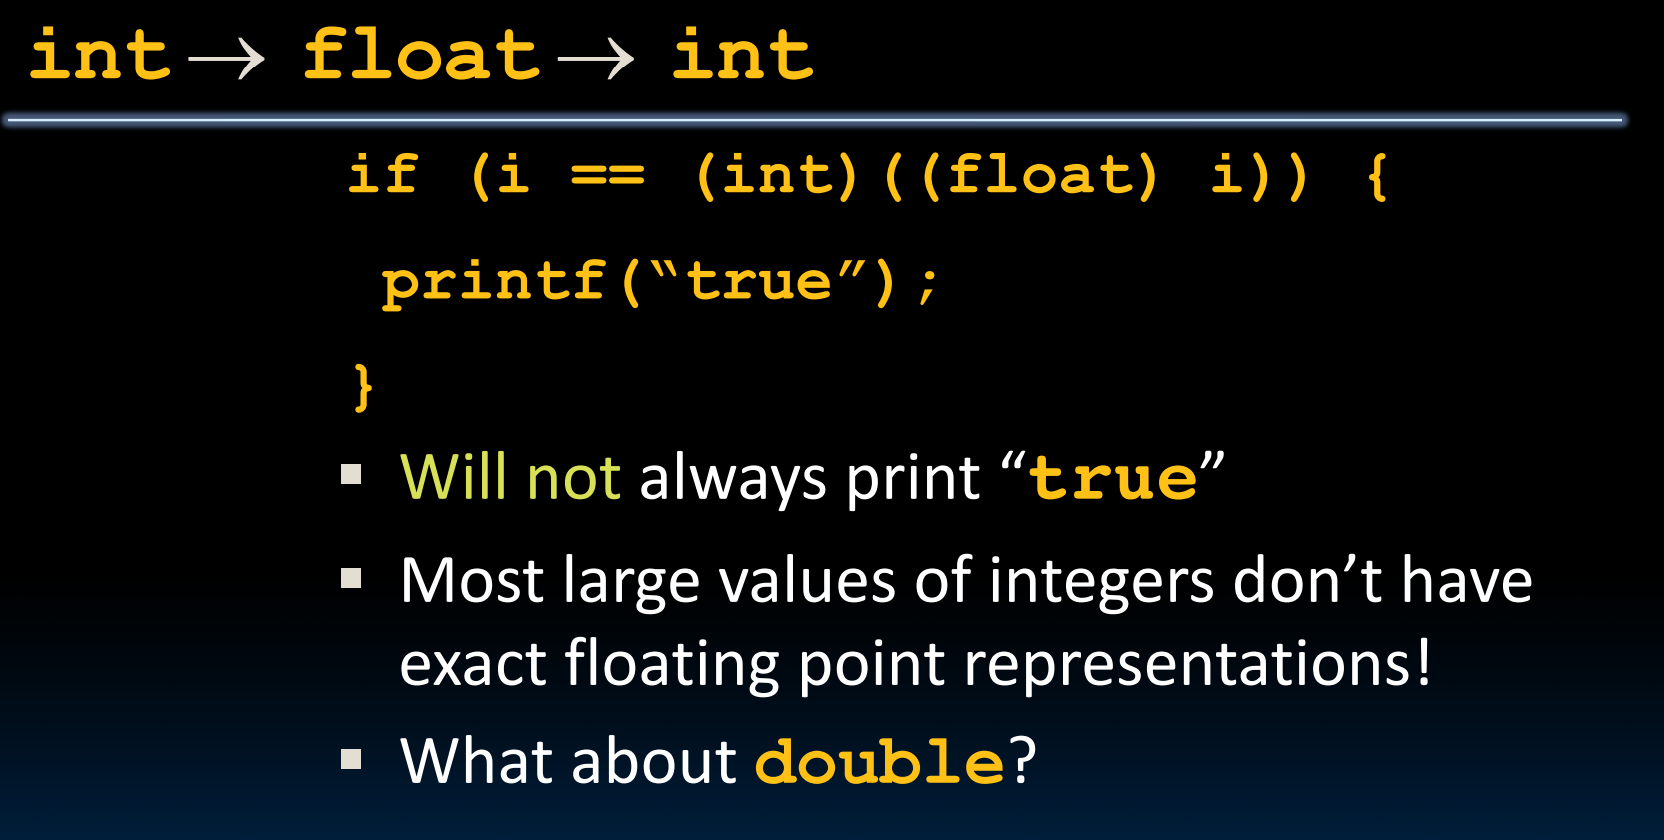 int→ float→ int
if (i == (int)((float) i)) {
printf(“true”);
}
▪ Will not always print “true”
▪ Most large values of integers don’t have
exact floating point representations!
▪ What about double?